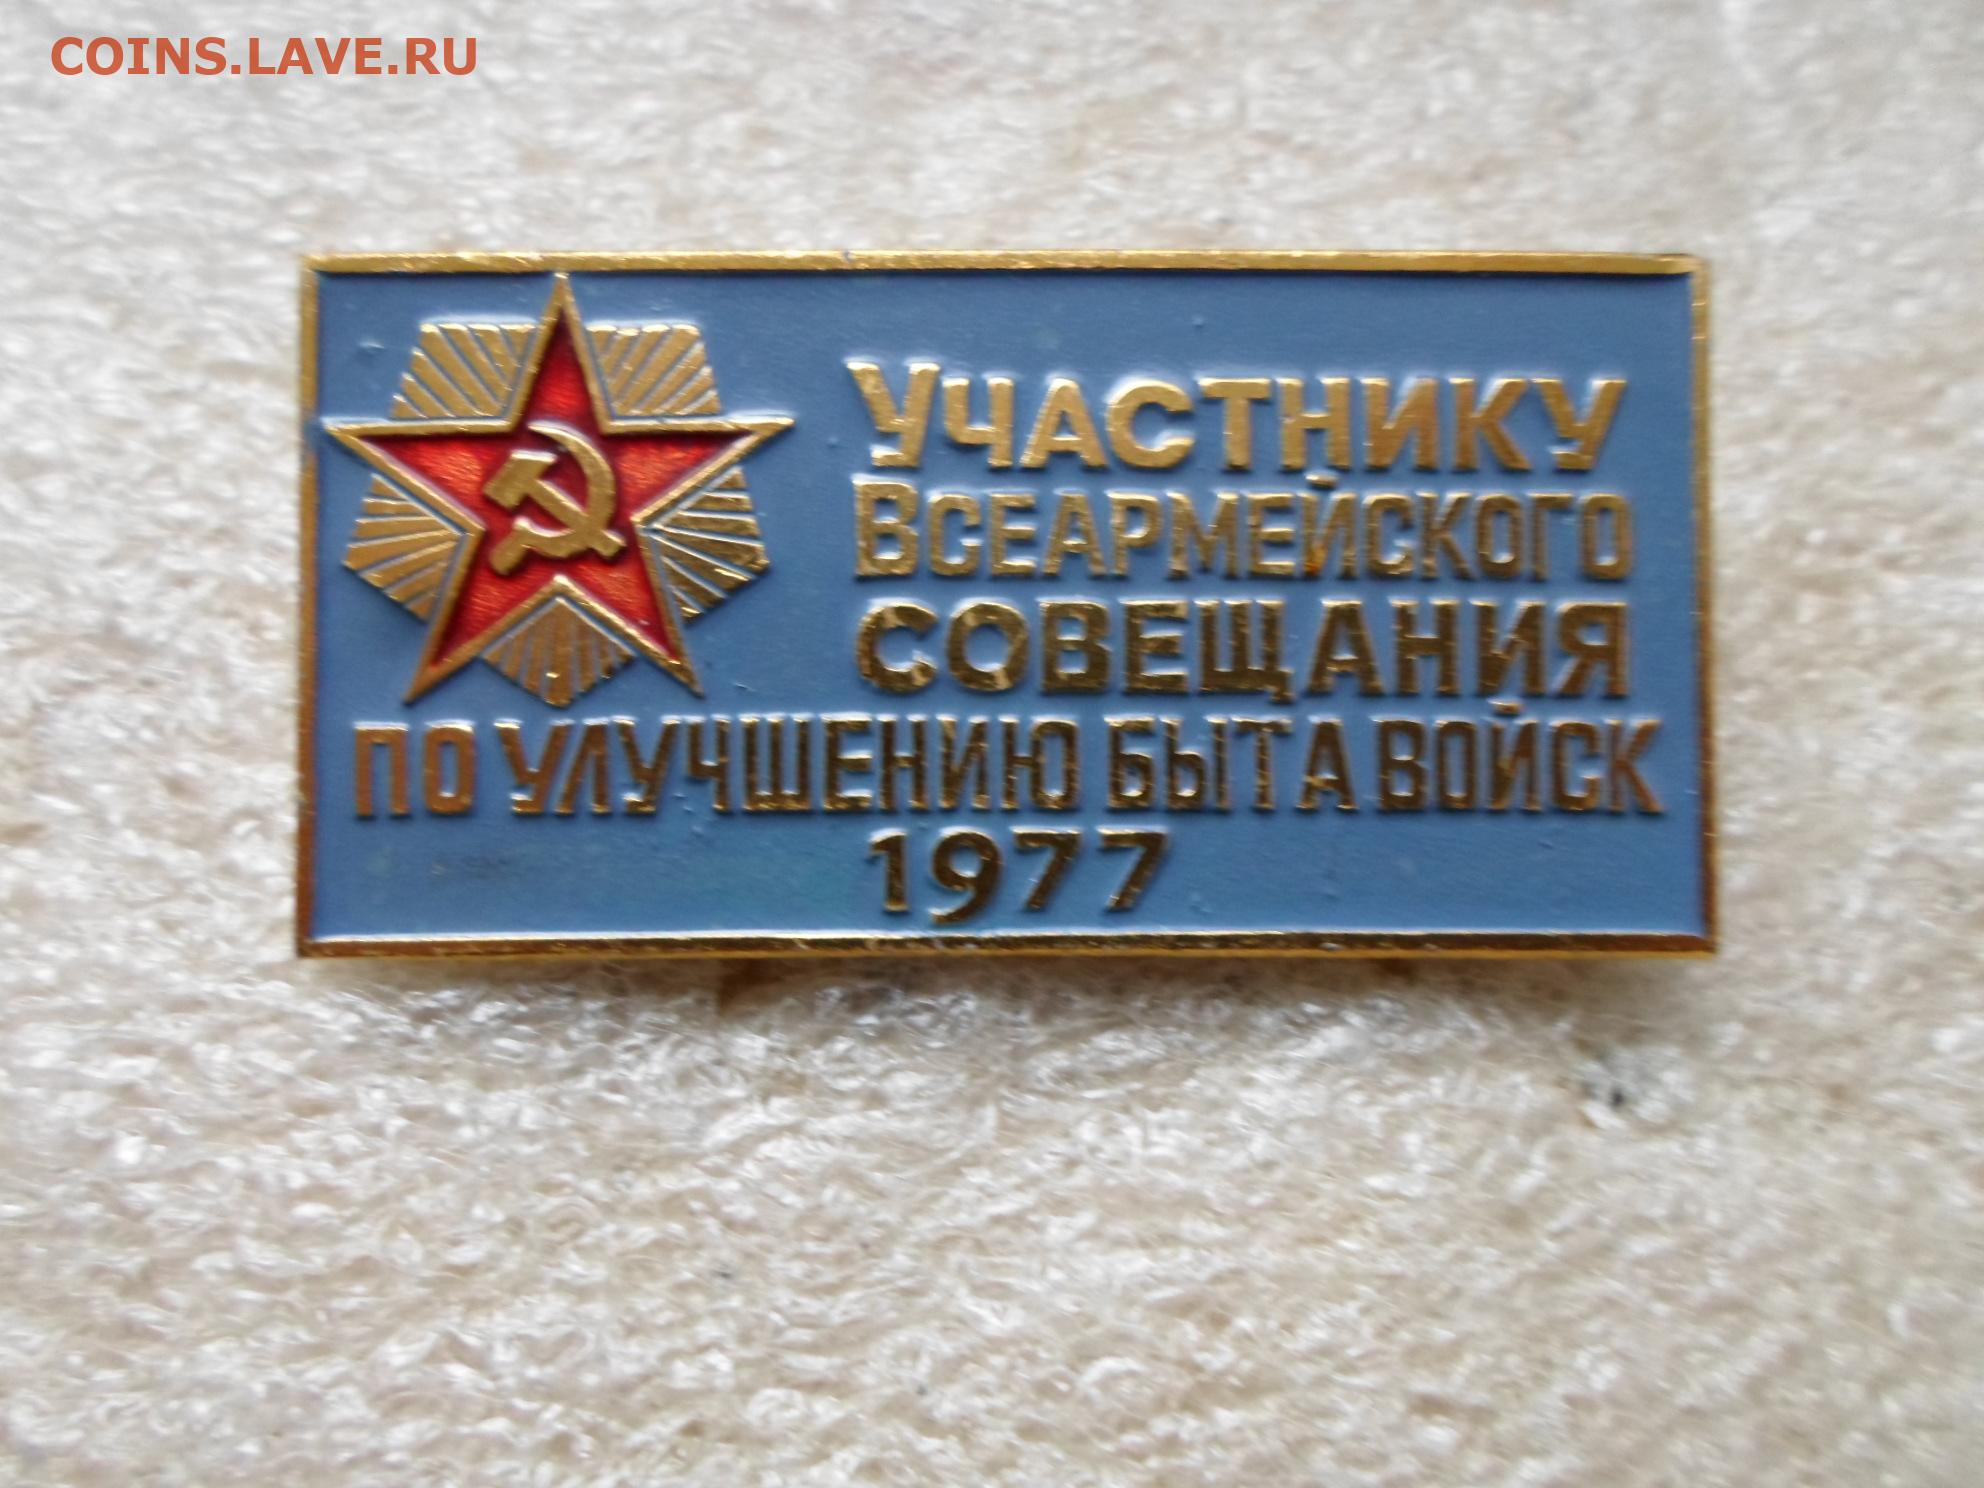 COINS.LAVE.RU
УЧАСТНИКУ
ВСЕАРМЕЙСКОГО
СОВЕЩАНИЯ
ПО УЛУЧШЕНИЮ БЫТА ВОЙСК
1977